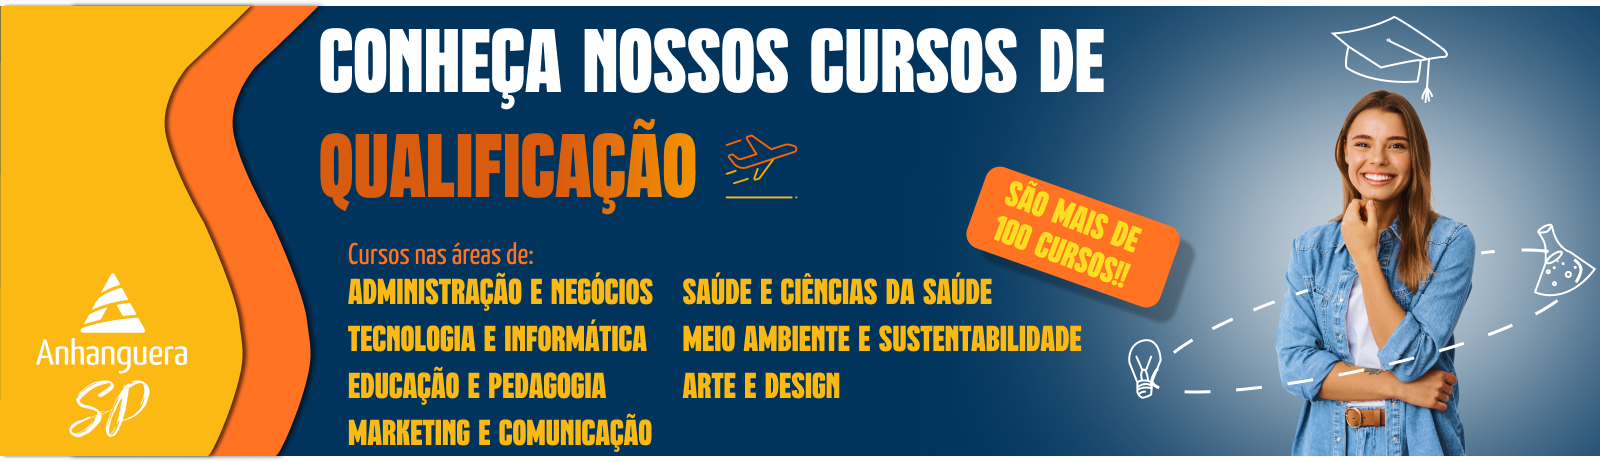 CONHEÇA NOSSOS CURSOS DE
QUALIFICAÇÃO
SÃO MAIS DE
100 CURSOS!!
Cursos nas áreas de:
ADMINISTRAÇÃO E NEGÓCIOS
TECNOLOGIA E INFORMÁTICA
EDUCAÇÃO E PEDAGOGIA
MARKETING E COMUNICAÇÃO
SAÚDE E CIÊNCIAS DA SAÚDE
MEIO AMBIENTE E SUSTENTABILIDADE
ARTE E DESIGN
Anhanguera
SP